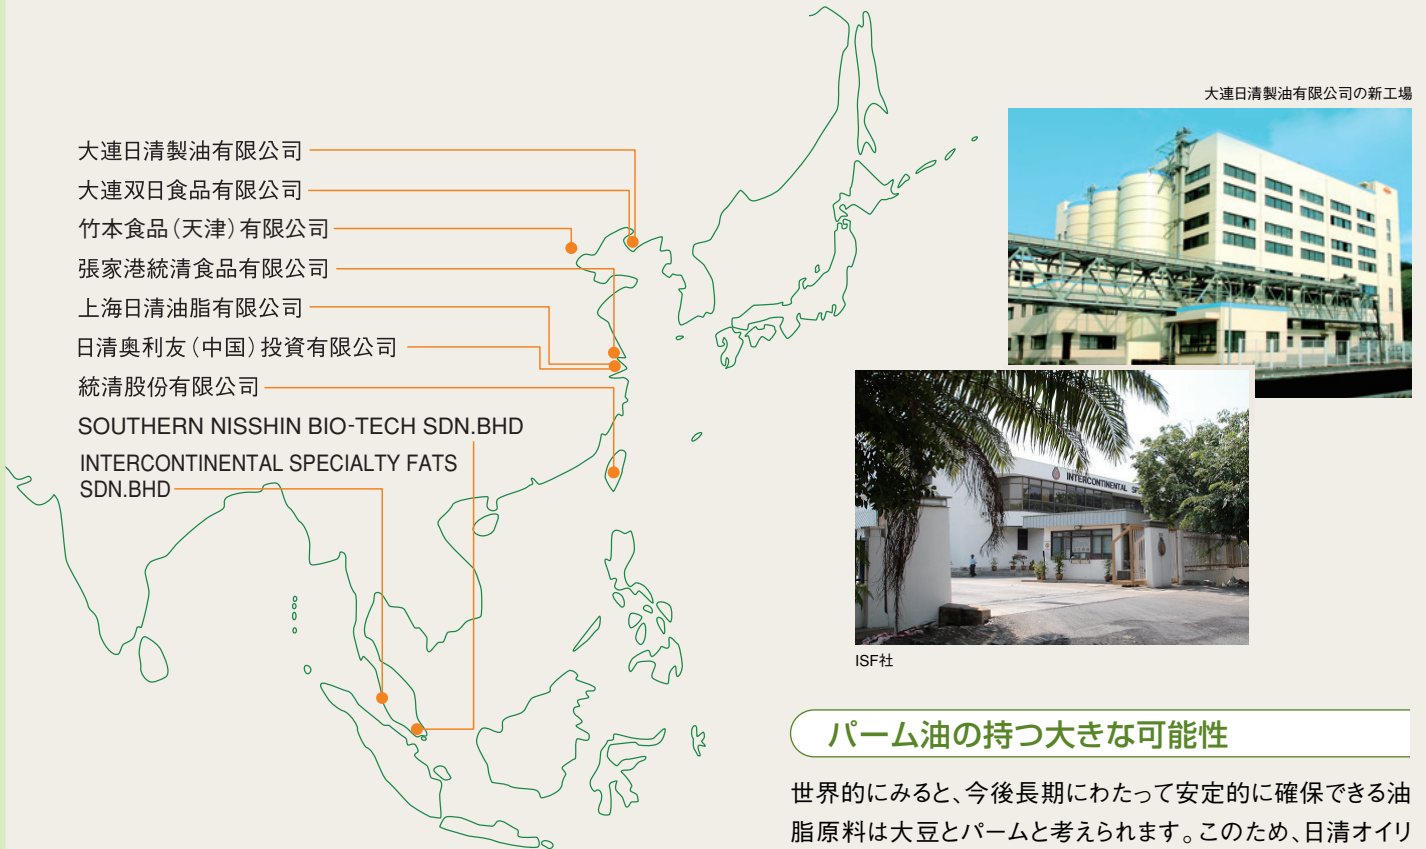 大連日清製油有限公司の新工場
大連日清製油有限公司
大連双日食品有限公司
竹本食品（天津）有限公司
張家港統清食品有限公司
上海日清油脂有限公司
日清奥利友（中国）投資有限公司
統清股份有限公司
SOUTHERN NISSHIN BIO-TECH SDN.BHD
INTERCONTINENTAL SPECIALTY FATS
SDN.BHD
INTERCONTINENTAL
ISF社
パーム油の持つ大きな可能性
世界的にみると、今後長期にわたって安定的に確保できる油
脂原料は大豆とパームと考えられます。このため、日清オイリ